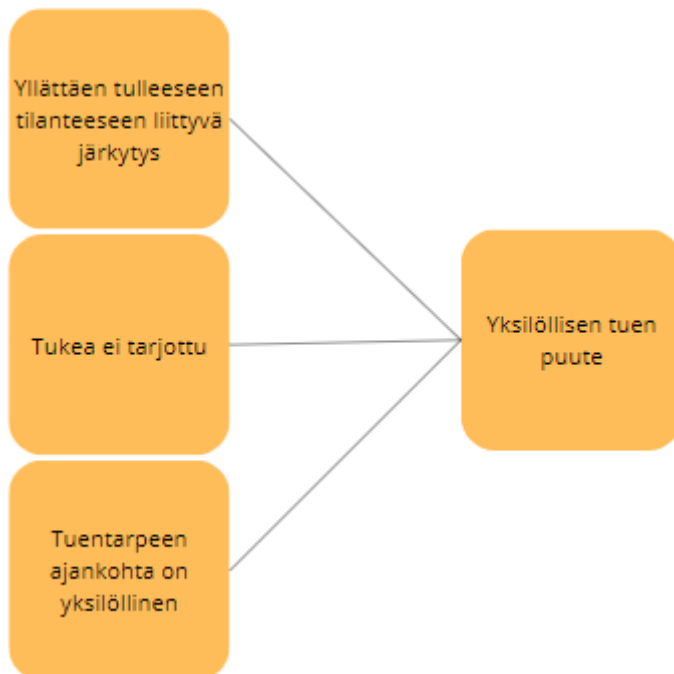 Yllättäen tulleeseen
tilanteeseen liittyvä
järkytys
Tukea ei tarjottu
Tuentarpeen
ajankohta on
yksilöllinen
Yksilöllisen tuen
puute